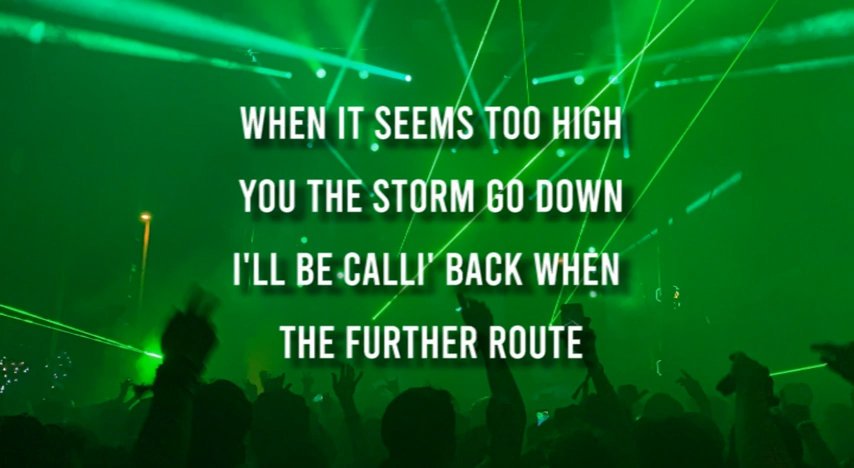 WHEN IT SEEMS TOO HIGH
YOU THE STORM GO DOWN
I'LL BE CALLI' BACK WHEN
THE FURTHER ROUTE